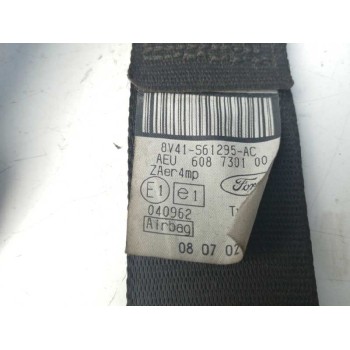 8V41-S61295-AC
AEU 608 7301 00
ZAer4mp
E1 e1 Ford
040962
Airbag
08 07 02